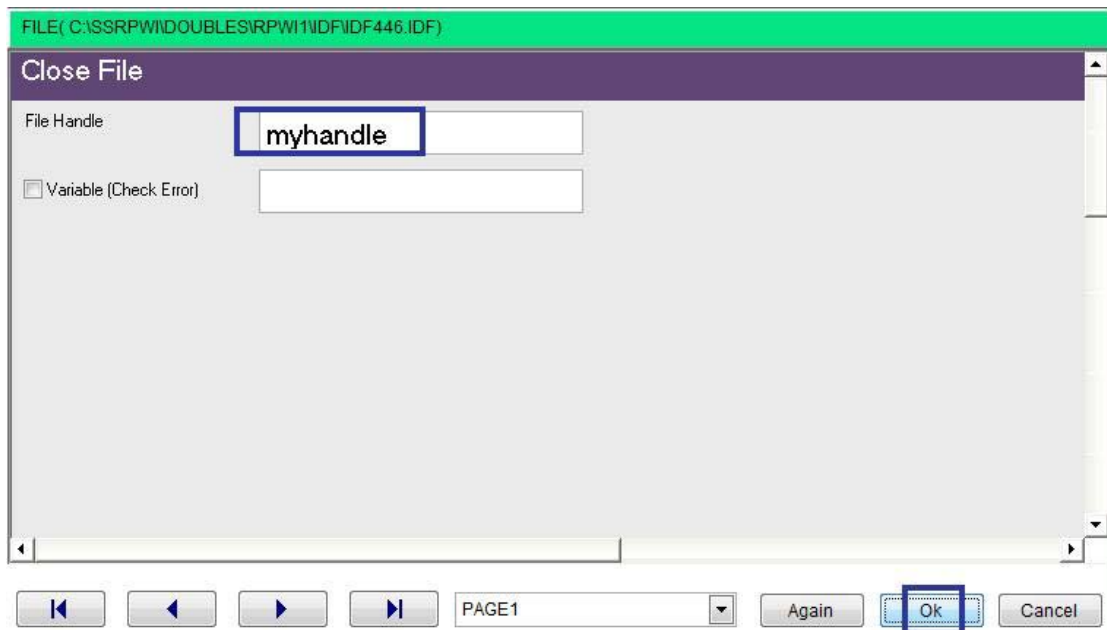 FILE( C:\SSRPWI\DOUBLES\RPWI1\IDF\IDF446.IDF)
Close File
File Handle
myhandle
Variable (Check Error)
PAGE1
Again
Ok
Cancel